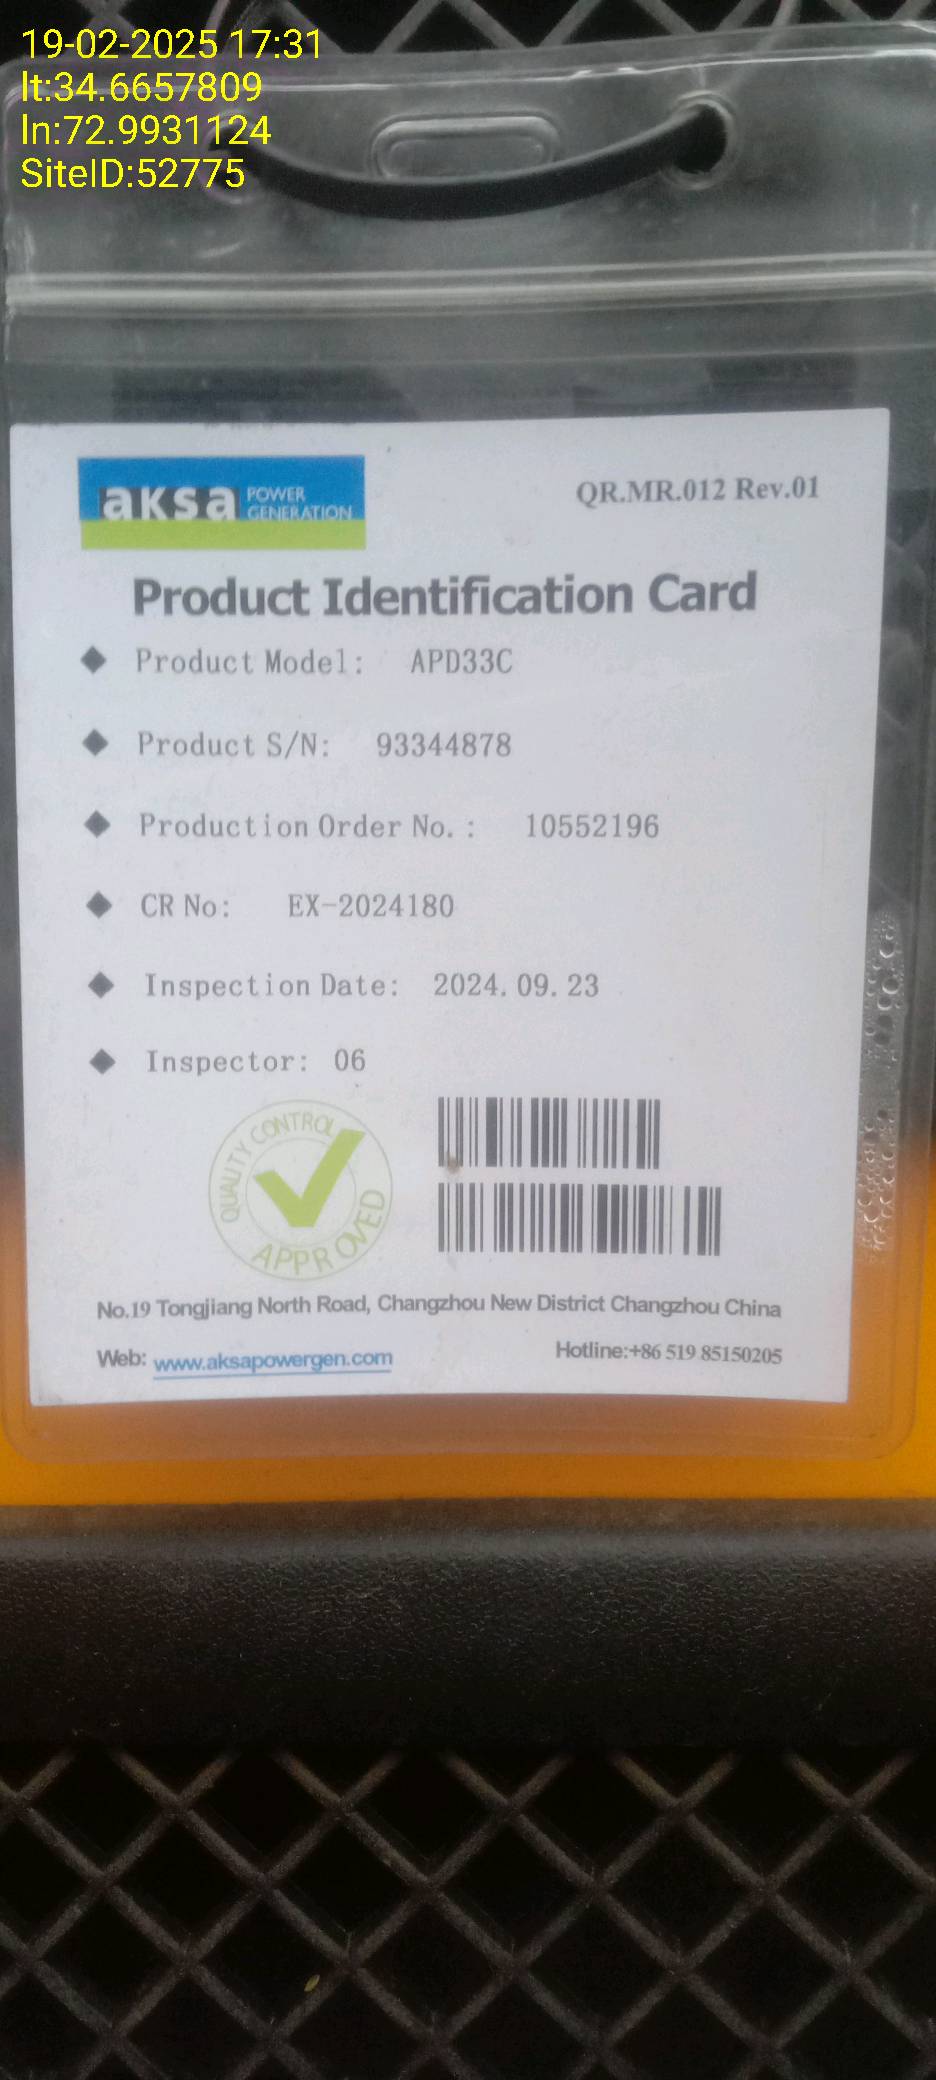 19-02-2025 17:31
lt:34.6657809
ln:72.9931124
SiteID:52775
aksa POWER GENERATION
QR.MR.012 Rev.01
Product Identification Card
◆ Product Model: APD33C
◆ Product S/N: 93344878
◆ Production Order No.: 10552196
◆ CR No: EX-2024180
◆ Inspection Date: 2024.09.23
◆ Inspector: 06
QUALITY CONTROL
APPROVED
No.19 Tongjiang North Road, Changzhou New District Changzhou China
Web: www.aksapowergen.com
Hotline:+86 519 85150205